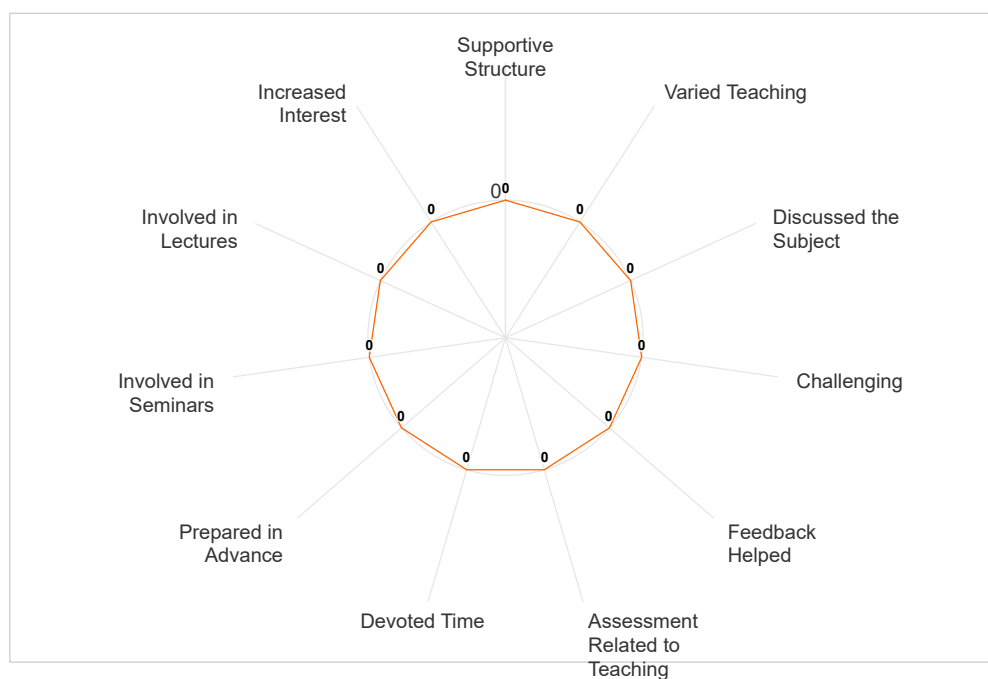 Supportive
Structure
Increased
Interest
Varied Teaching
0
0
0
0
Involved in
Lectures
Discussed the
Subject
0
0
0
0
Involved in
Seminars
Challenging
0
0
0
0
Prepared in
Advance
Feedback
Helped
Devoted Time
Assessment
Related to
Teaching